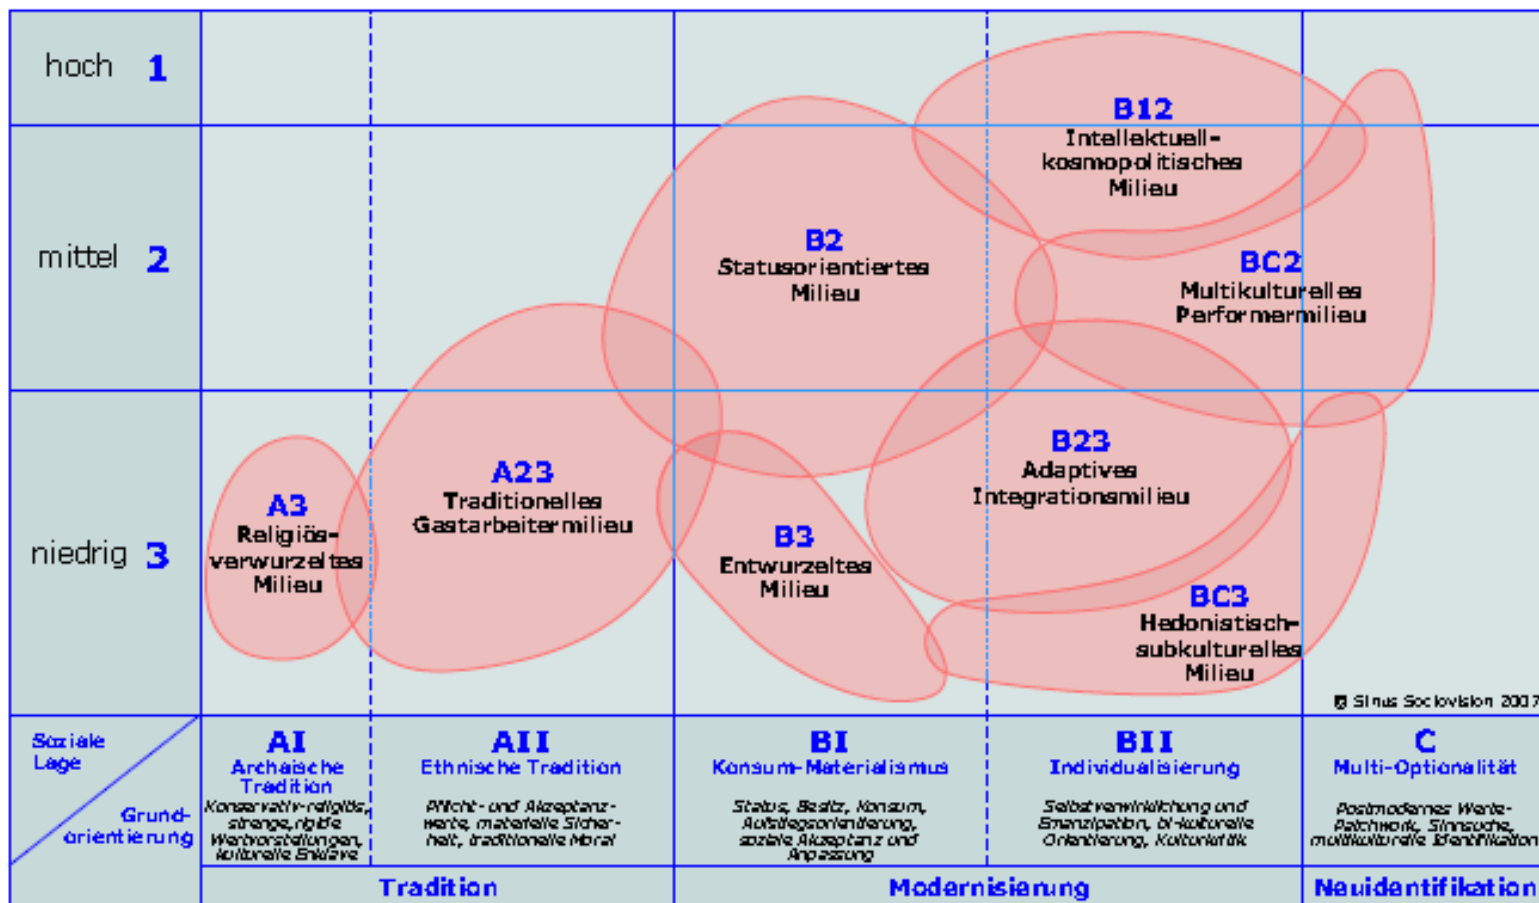 hoch 1
mittel 2
niedrig 3
B12
Intellektuell-
kosmopolitisches
Milieu
B2
Statusorientiertes
Milieu
BC2
Multikulturelles
Performermilieu
A23
Traditionelles
Gastarbeitermilieu
B23
Adaptives
Integrationsmilieu
A3
Religiös-
verwurzeltes
Milieu
B3
Entwurzeltes
Milieu
BC3
Hedonistisch-
subkulturelles
Milieu
© Sinus Sociovision 2007
Soziale
Lage
Grund-
orientierung
AI
Archaische
Tradition
Konservativ-religiös,
strenge, rigide
Wertvorstellungen,
kulturelle Enklave
AII
Ethnische Tradition
Pflicht- und Akzeptanz-
werte, materielle Sicher-
heit, traditionelle Moral
BI
Konsum-Materialismus
Status, Besitz, Konsum,
Aufstiegsorientierung,
soziale Akzeptanz und
Anpassung
BII
Individualisierung
Selbstverwirklichung und
Emanzipation, bi-kulturelle
Orientierung, Kulturkritik
C
Multi-Optionalität
Postmodernes Werte-
Patchwork, Sinnsuche,
multikulturelle Identifikation
Tradition
Modernisierung
Neuidentifikation